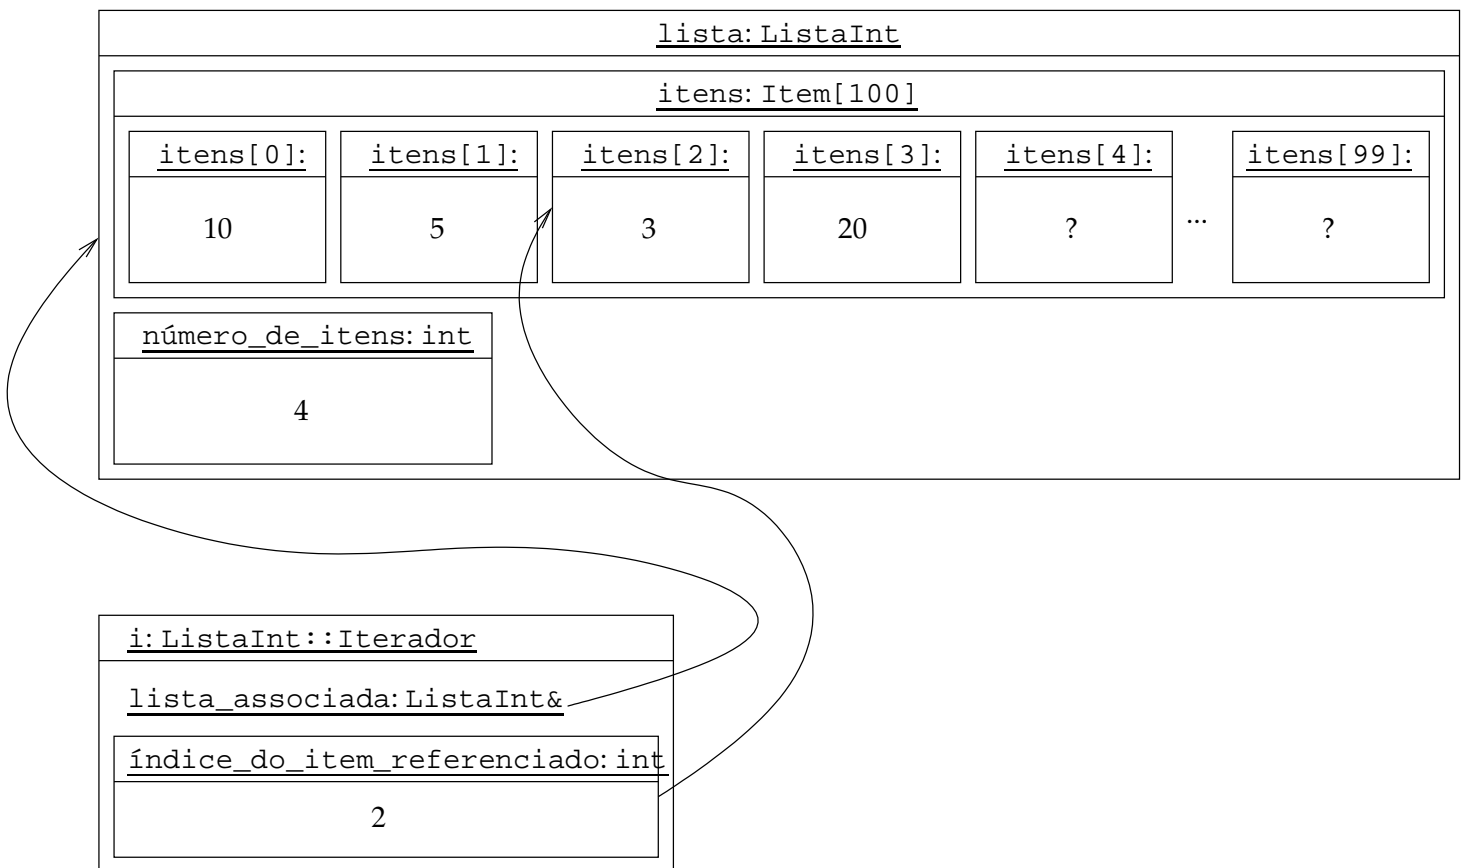 lista: ListaInt
itens: Item[100]
itens[0]: itens[1]: itens[2]: itens[3]: itens[4]: itens[99]:
10 5 3 20 ? ... ?
número_de_itens: int
4
i: ListaInt::Iterador
lista_associada: ListaInt&
índice_do_item_referenciado: int
2